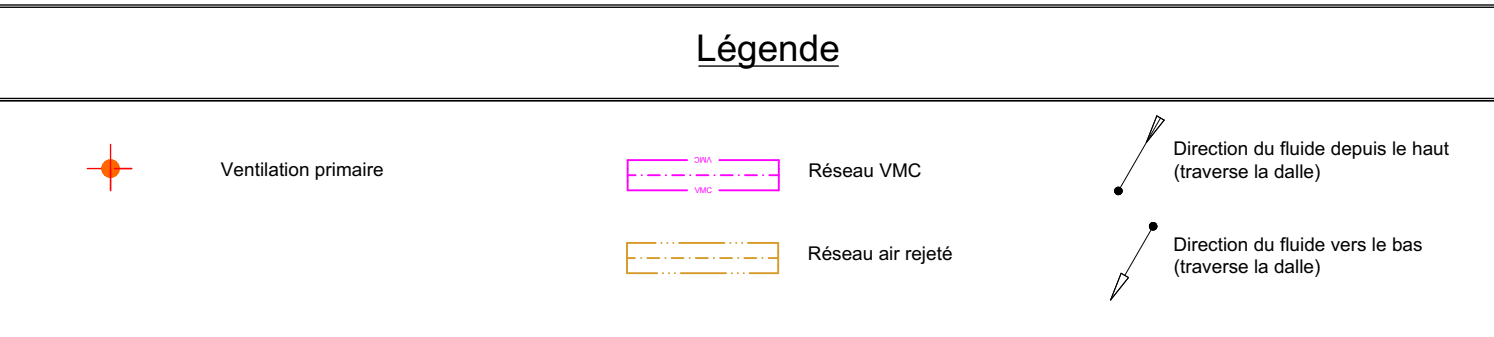 Légende
Ventilation primaire
VMC
VMC
Réseau VMC
Réseau air rejeté
Direction du fluide depuis le haut
(traverse la dalle)
Direction du fluide vers le bas
(traverse la dalle)